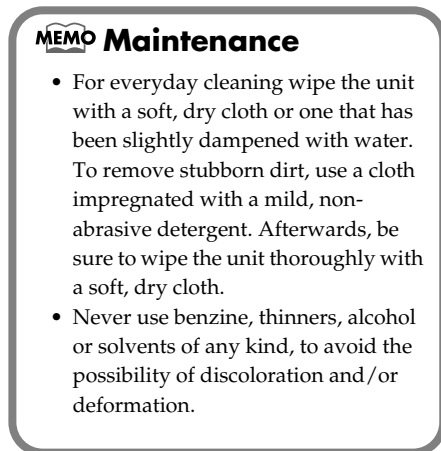 MEMO Maintenance
• For everyday cleaning wipe the unit
with a soft, dry cloth or one that has
been slightly dampened with water.
To remove stubborn dirt, use a cloth
impregnated with a mild, non-
abrasive detergent. Afterwards, be
sure to wipe the unit thoroughly with
a soft, dry cloth.
• Never use benzine, thinners, alcohol
or solvents of any kind, to avoid the
possibility of discoloration and/or
deformation.